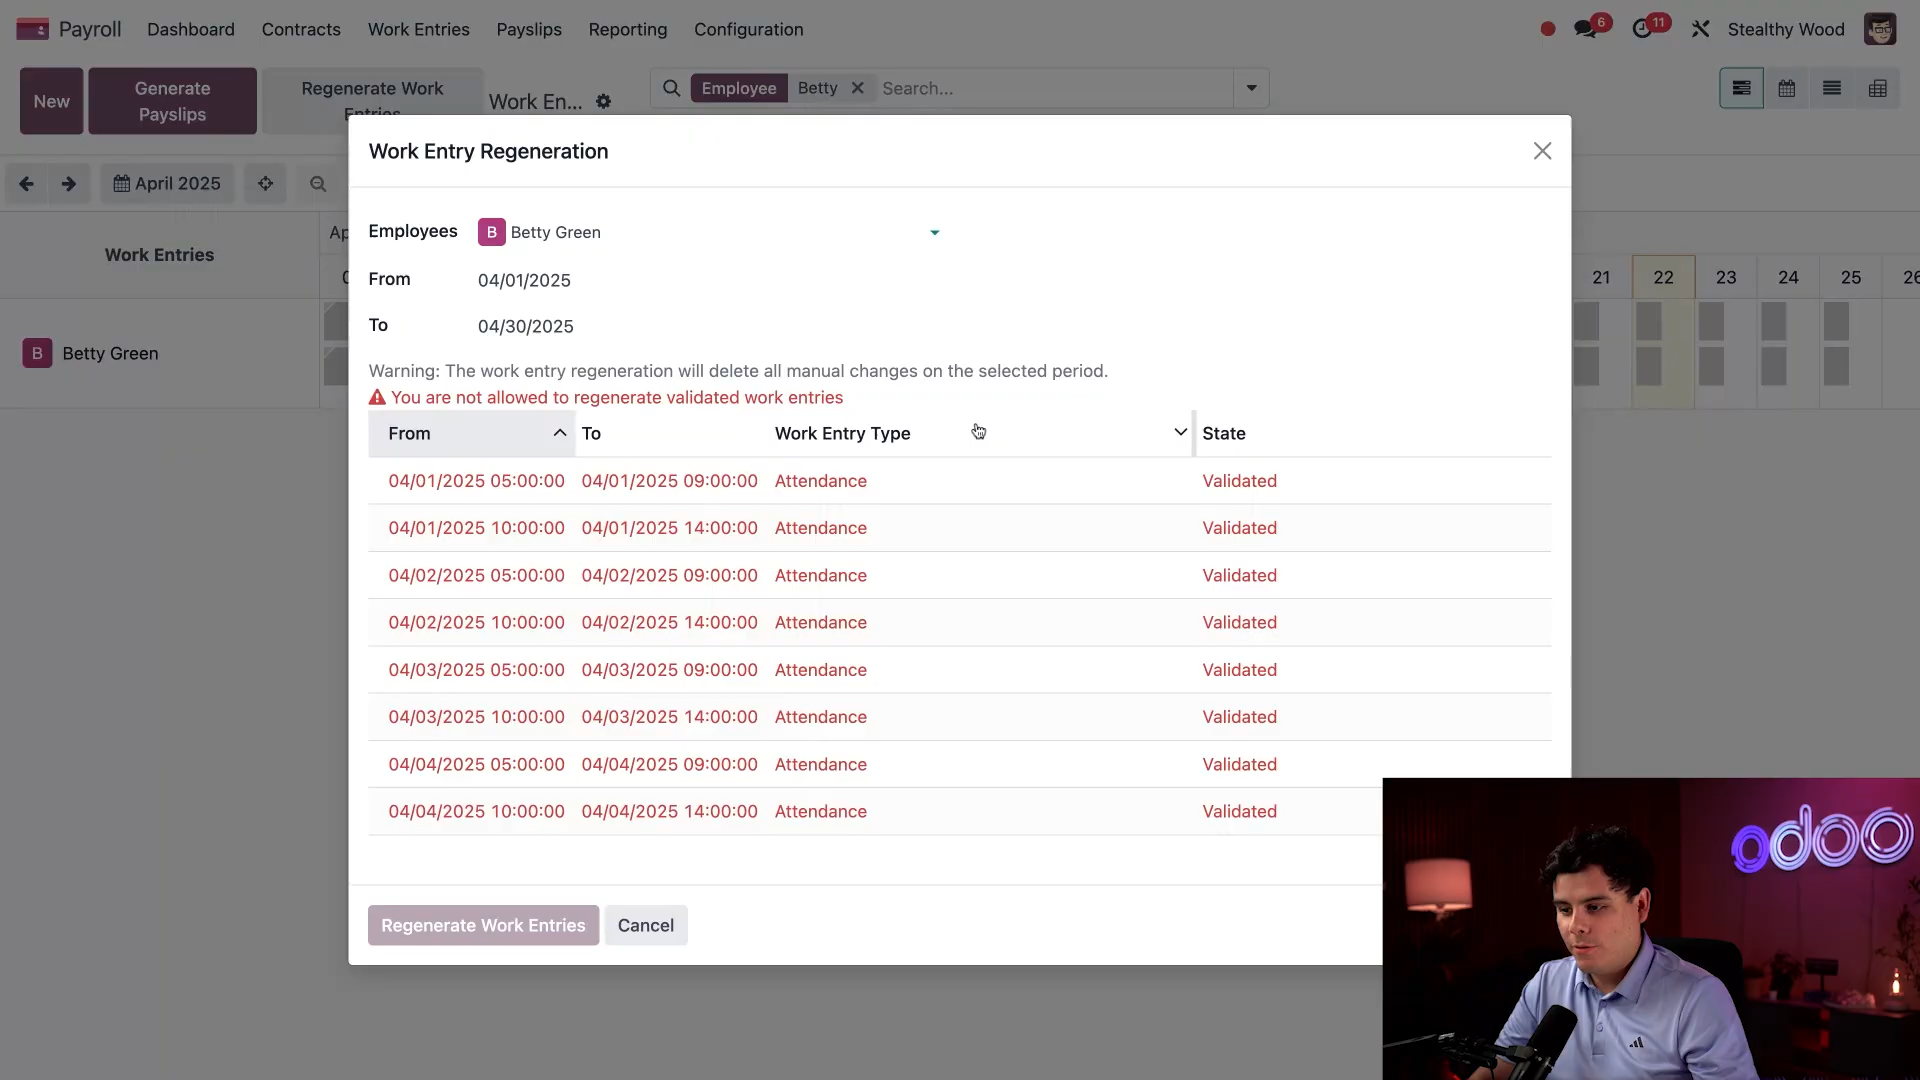 Payroll Dashboard Contracts Work Entries Payslips Reporting Configuration 6 11 Stealthy Wood
New Generate Payslips Regenerate Work Entries Work En... Employee Betty Search...
April 2025
Work Entry Regeneration
Employees B Betty Green
From 04/01/2025
To 04/30/2025
Warning: The work entry regeneration will delete all manual changes on the selected period.
You are not allowed to regenerate validated work entries
From To Work Entry Type State
04/01/2025 05:00:00 04/01/2025 09:00:00 Attendance Validated
04/01/2025 10:00:00 04/01/2025 14:00:00 Attendance Validated
04/02/2025 05:00:00 04/02/2025 09:00:00 Attendance Validated
04/02/2025 10:00:00 04/02/2025 14:00:00 Attendance Validated
04/03/2025 05:00:00 04/03/2025 09:00:00 Attendance Validated
04/03/2025 10:00:00 04/03/2025 14:00:00 Attendance Validated
04/04/2025 05:00:00 04/04/2025 09:00:00 Attendance Validated
04/04/2025 10:00:00 04/04/2025 14:00:00 Attendance Validated
Regenerate Work Entries Cancel
Work Entries
21 22 23 24 25
B Betty Green
odoo